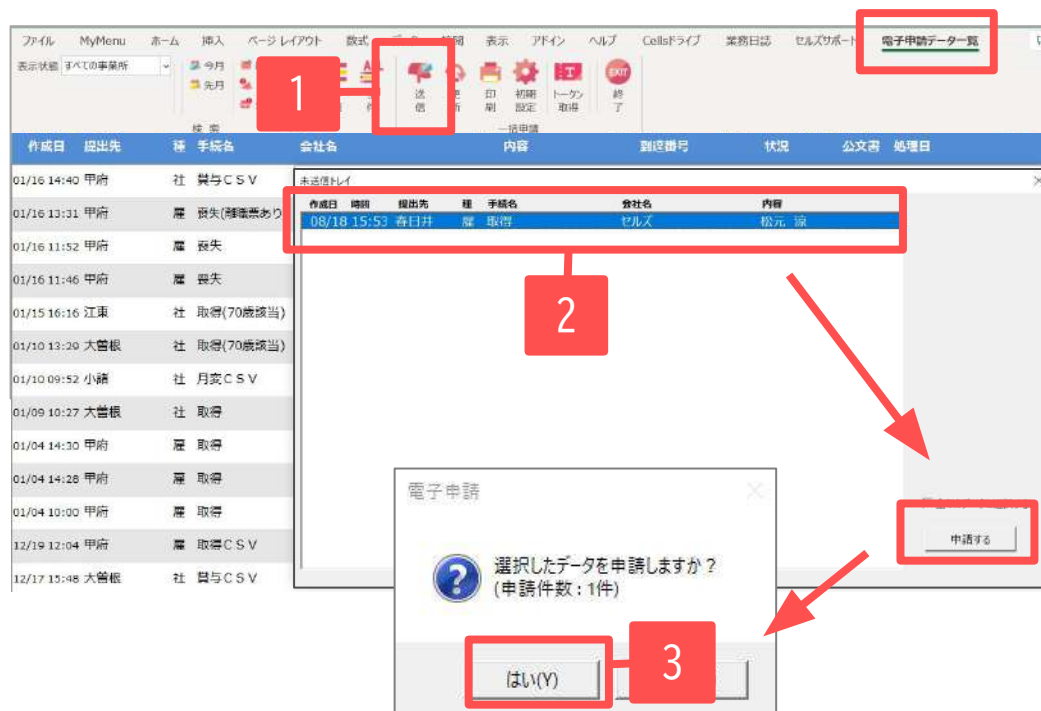 ファイル MyMenu ホーム 挿入 ページ レイアウト 数式 表示 アドイン ヘルプ Cellsドライブ 業務日誌 セルズサポート 電子申請データ一覧
表示状態 すべての事業所
今月
先月
送信
印刷
初期設定
トークン取得
EXIT
終了
検索
一括申請
作成日 提出先 種 手続名 会社名 内容 到達番号 状況 公文書 処理日
01/16 14:40 甲府 社 賞与ＣＳＶ
01/16 13:31 甲府 雇 喪失(離職票あり
01/16 11:52 甲府 雇 喪失
01/16 11:46 甲府 雇 喪失
01/15 16:16 江東 社 取得(70歳該当)
01/10 13:29 大曽根 社 取得(70歳該当)
01/10 09:52 小諸 社 月変ＣＳＶ
01/09 10:27 大曽根 社 取得
01/04 14:30 甲府 雇 取得
01/04 14:28 甲府 雇 取得
01/04 10:00 甲府 雇 取得
12/19 12:04 甲府 雇 取得ＣＳＶ
12/17 15:48 大曽根 社 賞与ＣＳＶ
未送信トレイ
作成日 時間 提出先 種 手続名 会社名 内容
08/18 15:53 春日井 雇 取得 セルズ 松元 涼
申請する
電子申請
選択したデータを申請しますか？
(申請件数：1件)
はい(Y)
1
2
3